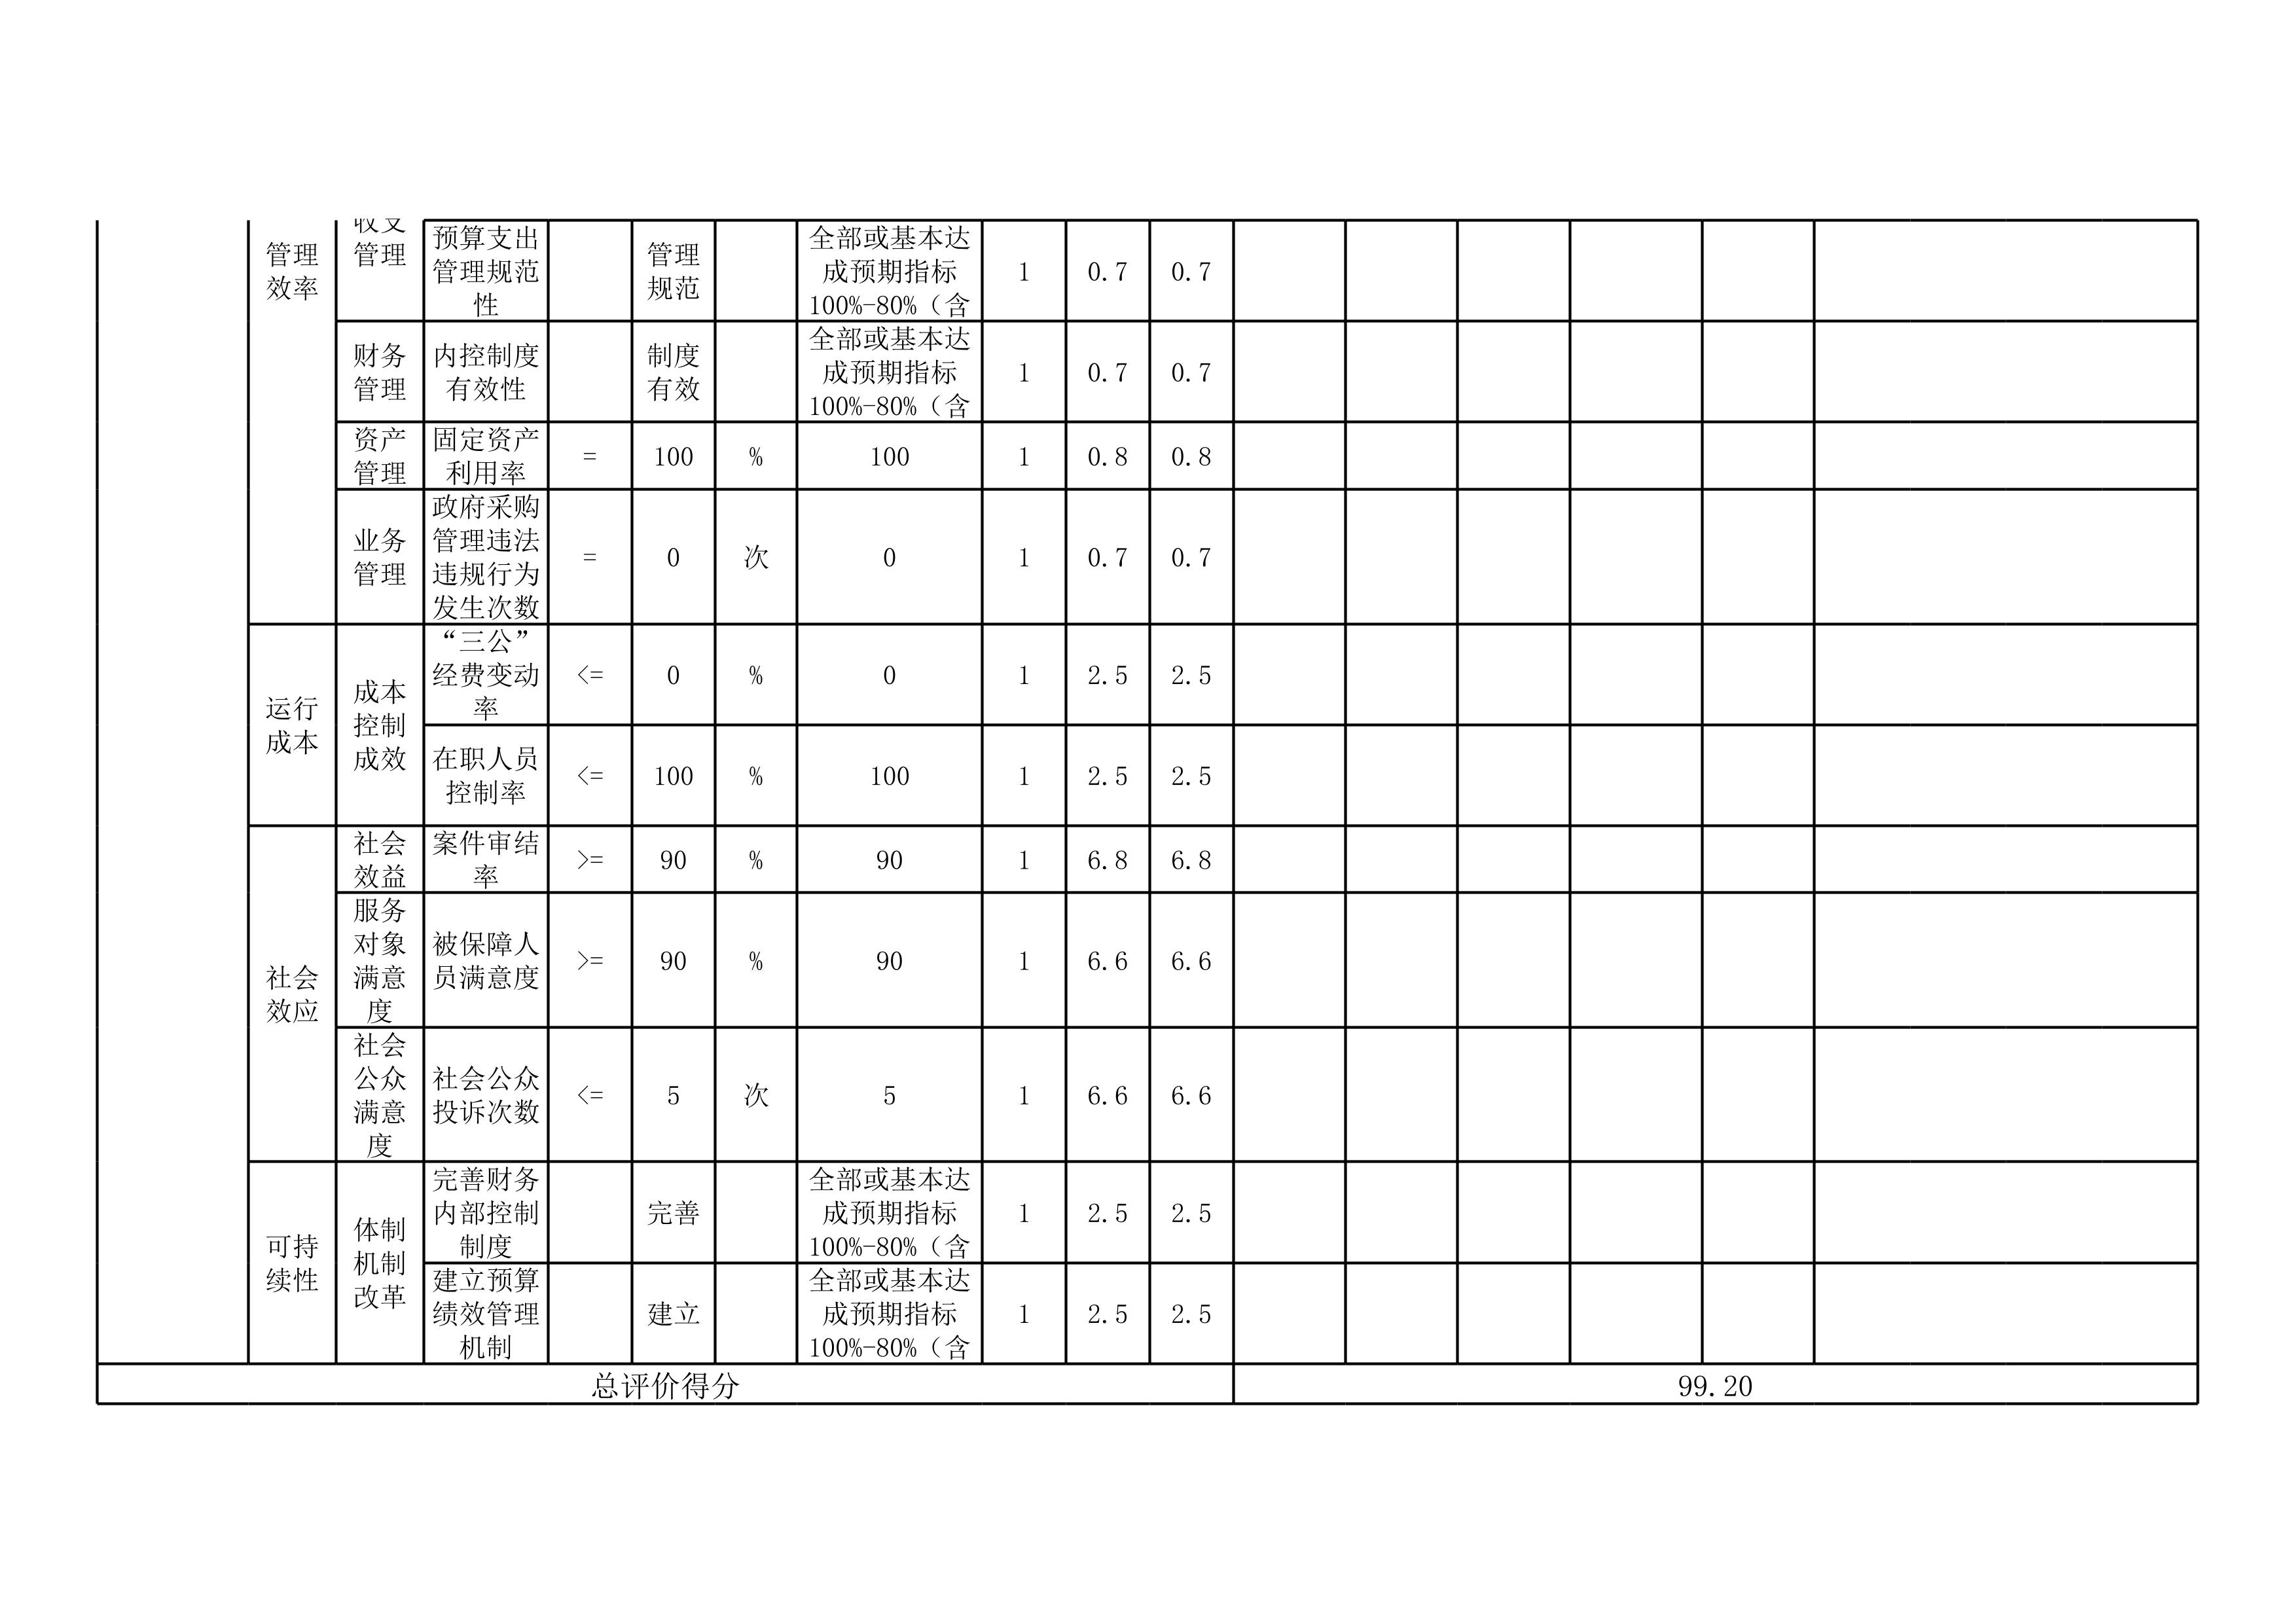 管理
效率
管理
预算支出
管理规范
性
管理
规范
全部或基本达
成预期指标
100%-80%（含
1
0.7
0.7
财务
管理
内控制度
有效性
制度
有效
全部或基本达
成预期指标
100%-80%（含
1
0.7
0.7
资产
管理
固定资产
利用率
=
100
%
100
1
0.8
0.8
业务
管理
政府采购
管理违法
违规行为
发生次数
=
0
次
0
1
0.7
0.7
运行
成本
成本
控制
成效
“三公”
经费变动
率
<=
0
%
0
1
2.5
2.5
在职人员
控制率
<=
100
%
100
1
2.5
2.5
社会
效应
社会
效益
案件审结
率
>=
90
%
90
1
6.8
6.8
服务
对象
满意
度
被保障人
员满意度
>=
90
%
90
1
6.6
6.6
社会
公众
满意
度
社会公众
投诉次数
<=
5
次
5
1
6.6
6.6
可持
续性
体制
机制
改革
完善财务
内部控制
制度
完善
全部或基本达
成预期指标
100%-80%（含
1
2.5
2.5
建立预算
绩效管理
机制
建立
全部或基本达
成预期指标
100%-80%（含
1
2.5
2.5
总评价得分
99.20